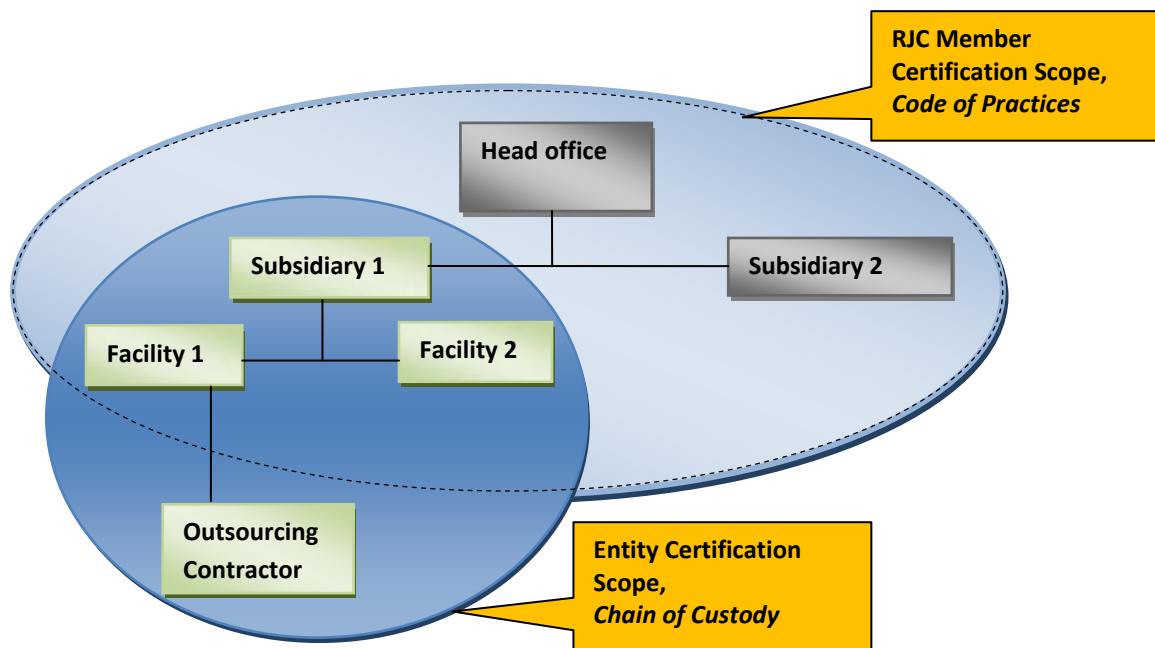 RJC Member
Certification Scope,
Code of Practices
Head office
Subsidiary 1
Subsidiary 2
Facility 1
Facility 2
Outsourcing
Contractor
Entity Certification
Scope,
Chain of Custody